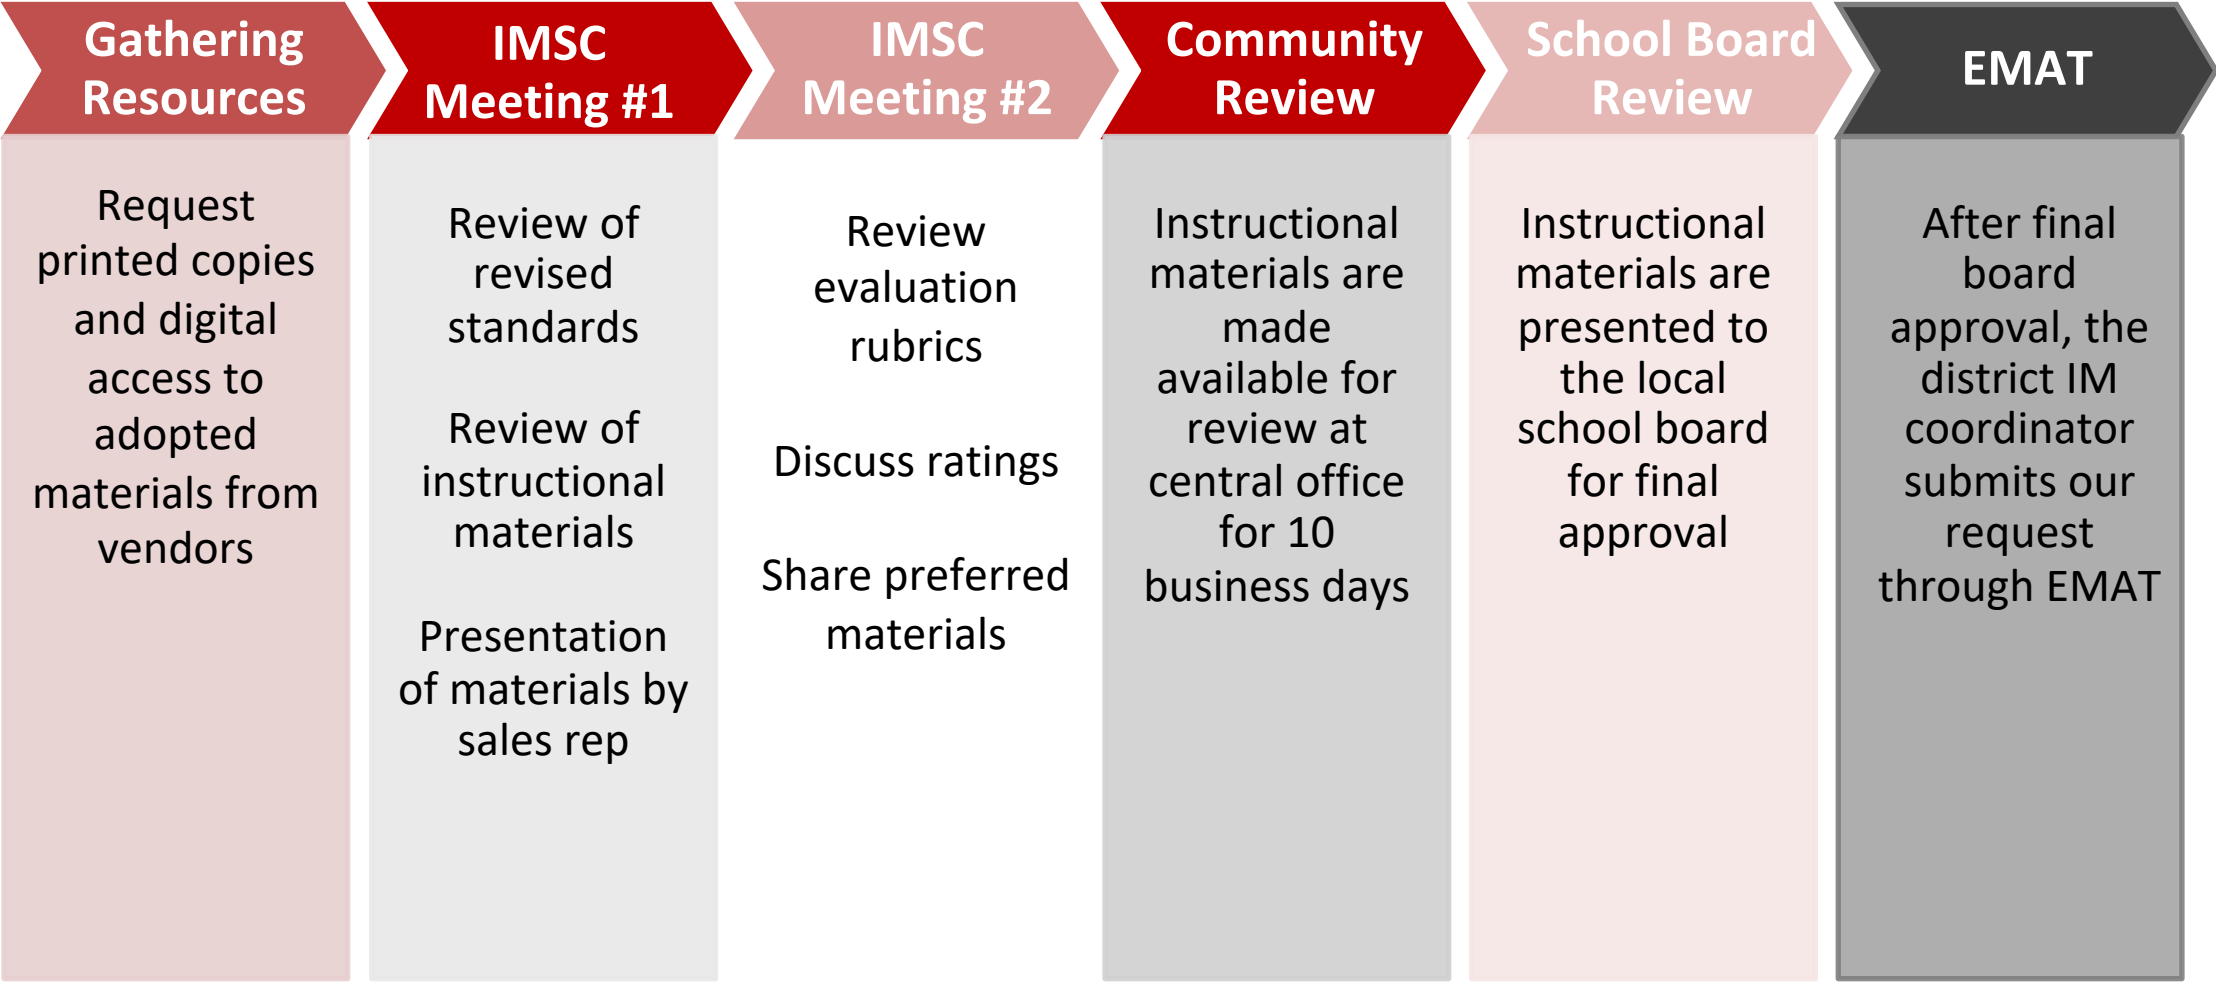 Gathering
Resources
Request
printed copies
and digital
access to
adopted
materials from
vendors
IMSC
Meeting #1
Review of
revised
standards
Review of
instructional
materials
Presentation
of materials by
sales rep
IMSC
Meeting #2
Review
evaluation
rubrics
Discuss ratings
Share preferred
materials
Community
Review
Instructional
materials are
made
available for
review at
central office
for 10
business days
School Board
Review
Instructional
materials are
presented to
the local
school board
for final
approval
EMAT
After final
board
approval, the
district IM
coordinator
submits our
request
through EMAT